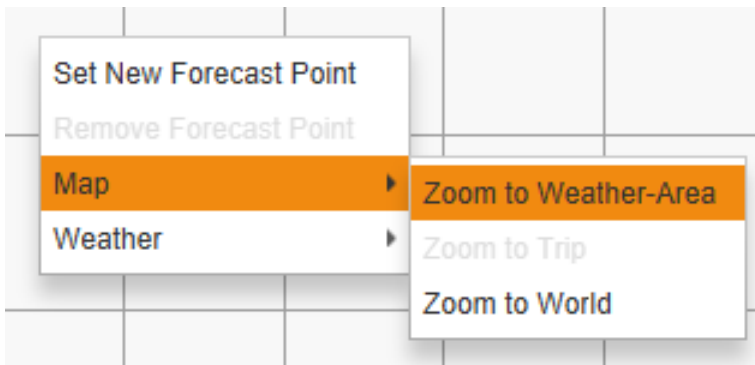 Set New Forecast Point
Remove Forecast Point
Map
Weather
Zoom to Weather-Area
Zoom to Trip
Zoom to World